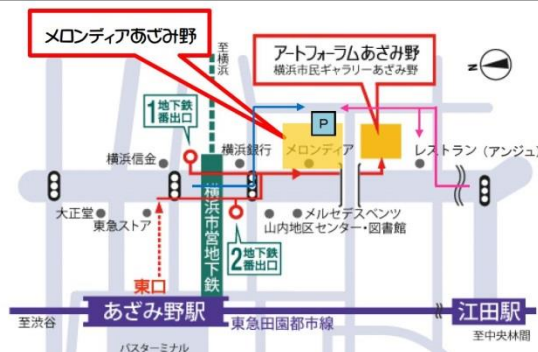 メロンディアあざみ野
至横浜
アートフォーラムあざみ野
横浜市民ギャラリーあざみ野
N
1 地下鉄
番出口
P
横浜信金
横浜銀行
メロンディア
レストラン（アンジュ）
大正堂
東急ストア
横浜市営地下鉄
メルセデスベンツ
山内地区センター・図書館
2 地下鉄
番出口
東口
あざみ野駅
東急田園都市線
江田駅
至渋谷
至中央林間
バスターミナル